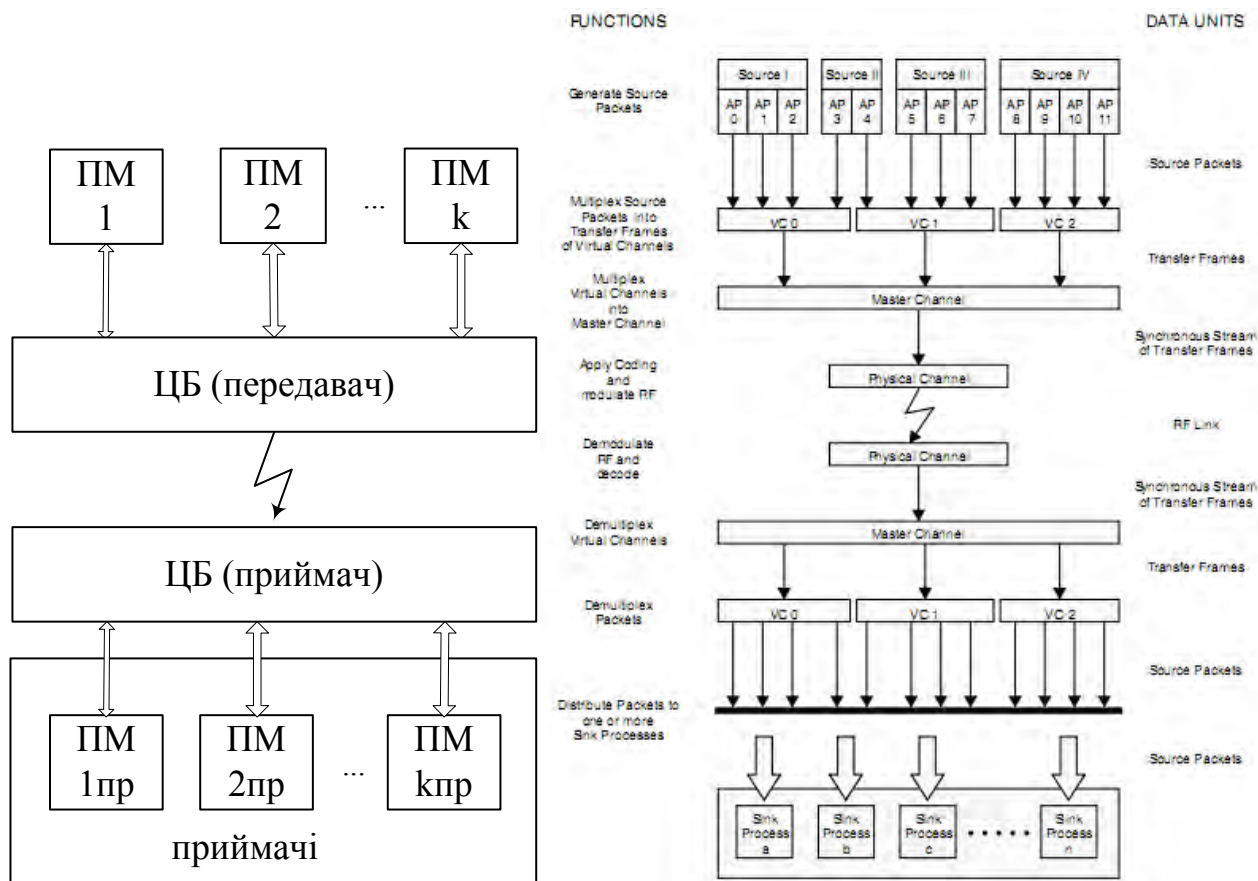 ПМ
1
ПМ
2
...
ПМ
k
ЦБ (передавач)
ЦБ (приймач)
ПМ
1пр
ПМ
2пр
...
ПМ
kпр
приймачі
FUNCTIONS
Generate Source
Packets
Multiplex Source
Packets into
Transfer Frames
of Virtual Channels
Multiplex
Virtual Channels
into
Master Channel
Apply Coding
and
modulate RF
Demodulate
RF and
decode
Demultiplex
Virtual Channels
Demultiplex
Packets
Distribute Packets to
one or more
Sink Processes
Source I
AP
0
AP
1
AP
2
Source II
AP
3
AP
4
Source III
AP
5
AP
6
AP
7
Source IV
AP
8
AP
9
AP
10
AP
11
VC 0
VC 1
VC 2
Master Channel
Physical Channel
Physical Channel
Master Channel
VC 0
VC 1
VC 2
Sink
Process
a
Sink
Process
b
Sink
Process
c
Sink
Process
n
DATA UNITS
Source Packets
Transfer Frames
Synchronous Stream
of Transfer Frames
RF Link
Synchronous Stream
of Transfer Frames
Transfer Frames
Source Packets
Source Packets